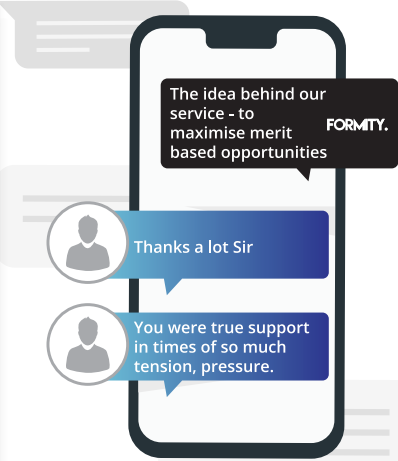 The idea behind our
service - to
maximise merit
based opportunities
FORMITY.
Thanks a lot Sir
You were true support
in times of so much
tension, pressure.